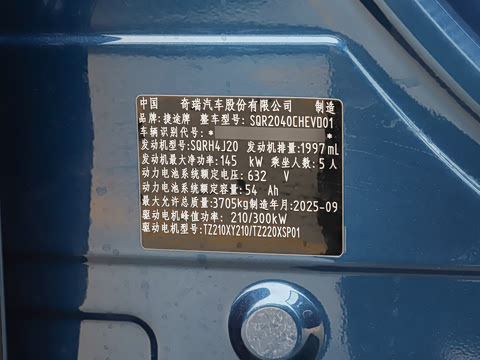 中国 奇瑞汽车股份有限公司 制造
品牌:捷途牌 整车型号:SQR2040CHEVD01
车辆识别代号:* *
发动机型号:SQRH4J20 发动机排量:1997mL
发动机最大净功率:145 kW 乘坐人数:5人
动力电池系统额定电压:632 V
动力电池系统额定容量:54 Ah
最大允许总质量:3705kg制造年月:2025-09
驱动电机峰值功率: 210/300kW
驱动电机型号:TZ210XY210/TZ220XSP01